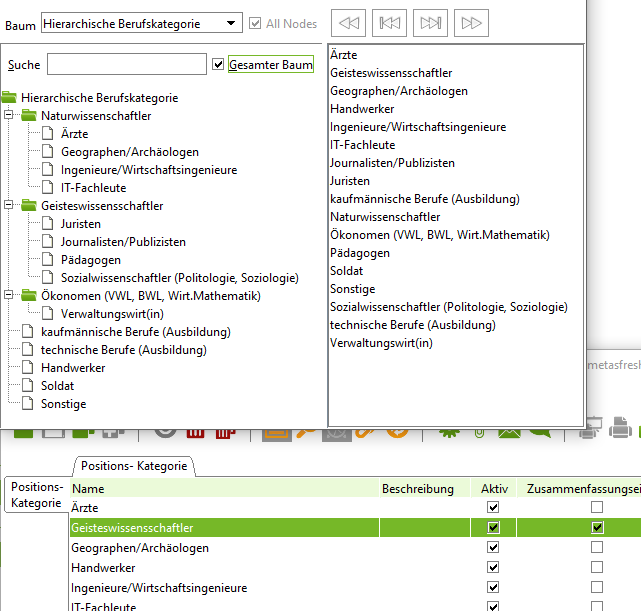 Baum Hierarchische Berufskategorie All Nodes
Suche Gesamter Baum
Hierarchische Berufskategorie
Naturwissenschaftler
Ärzte
Geographen/Archäologen
Ingenieure/Wirtschaftsingenieure
IT-Fachleute
Geisteswissensschaftler
Juristen
Journalisten/Publizisten
Pädagogen
Sozialwissenschaftler (Politologie, Soziologie)
Ökonomen (VWL, BWL, Wirt.Mathematik)
Verwaltungswirt(in)
kaufmännische Berufe (Ausbildung)
technische Berufe (Ausbildung)
Handwerker
Soldat
Sonstige
Ärzte
Geisteswissensschaftler
Geographen/Archäologen
Handwerker
Ingenieure/Wirtschaftsingenieure
IT-Fachleute
Journalisten/Publizisten
Juristen
kaufmännische Berufe (Ausbildung)
Naturwissenschaftler
Ökonomen (VWL, BWL, Wirt.Mathematik)
Pädagogen
Soldat
Sonstige
Sozialwissenschaftler (Politologie, Soziologie)
technische Berufe (Ausbildung)
Verwaltungswirt(in)
metasfresh
Positions- Kategorie
Positions-
Kategorie
Name Beschreibung Aktiv Zusammenfassungsei
Ärzte
Geisteswissensschaftler
Geographen/Archäologen
Handwerker
Ingenieure/Wirtschaftsingenieure
IT-Fachleute